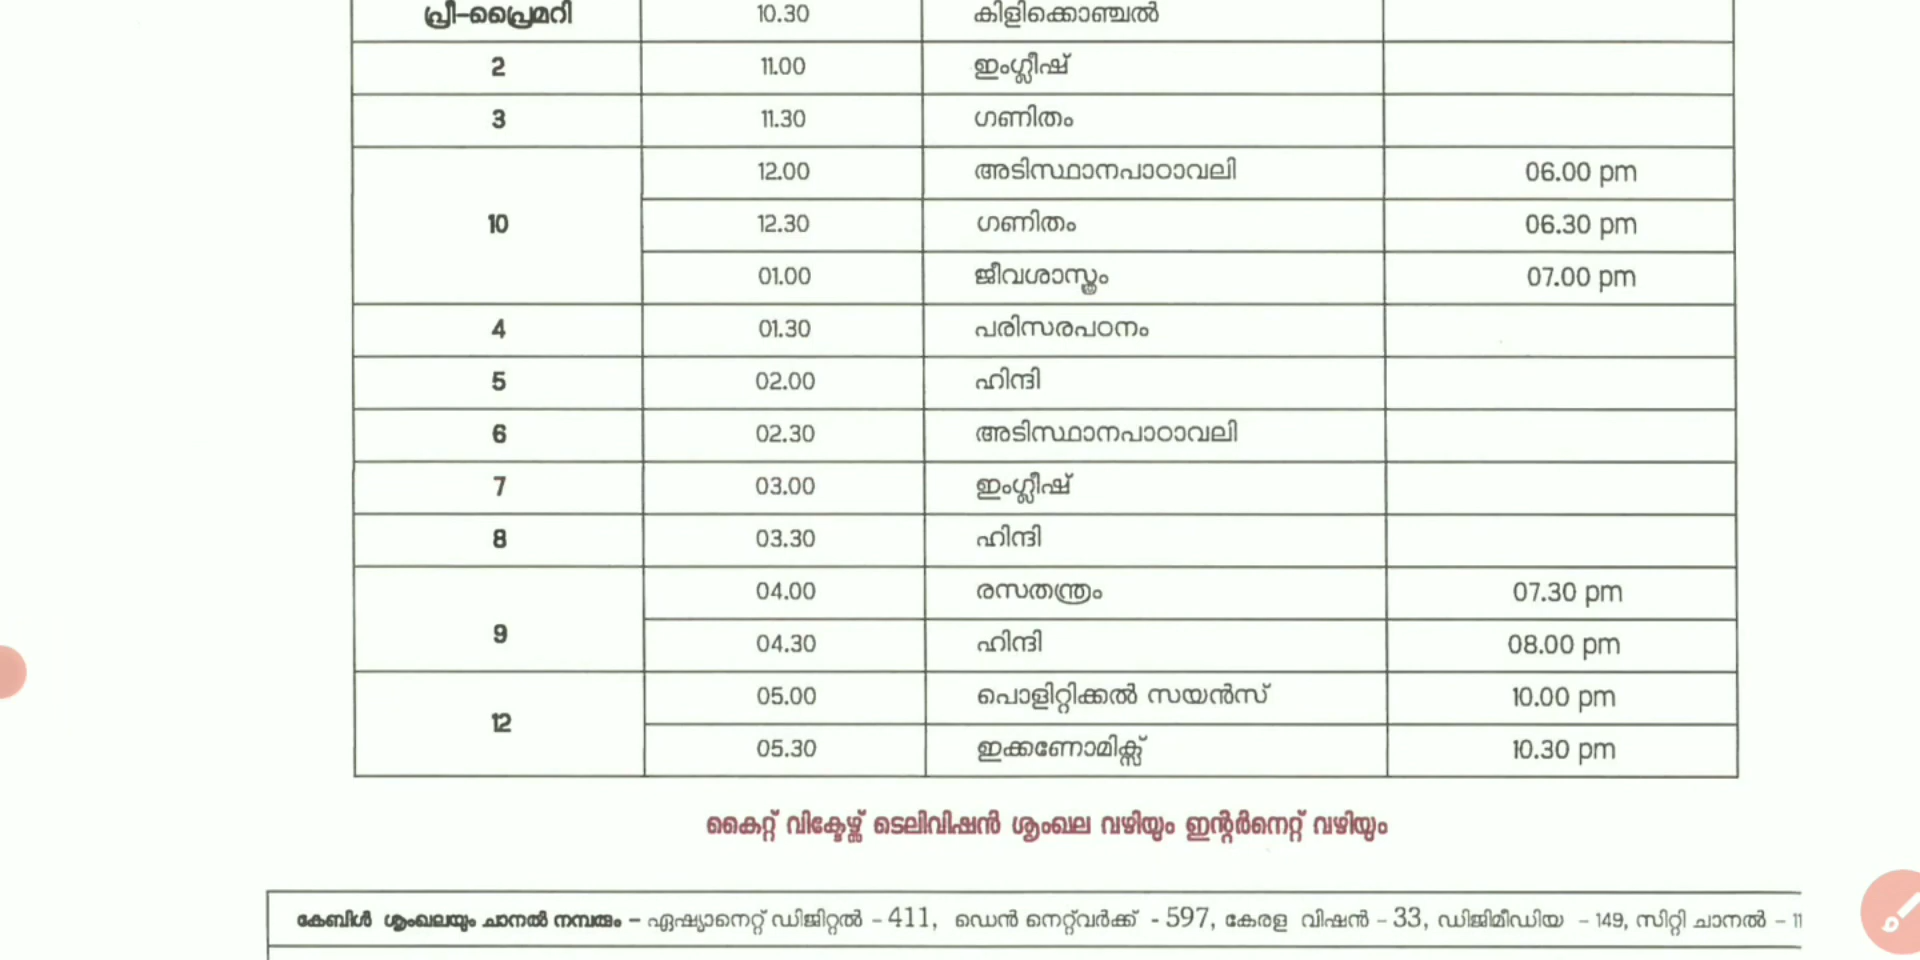 പ്രീ-പ്രൈമറി 10.30 കിളിക്കൊഞ്ചൽ
2 11.00 ഇംഗ്ലീഷ്
3 11.30 ഗണിതം
12.00 അടിസ്ഥാനപാഠാവലി 06.00 pm
10 12.30 ഗണിതം 06.30 pm
01.00 ജീവശാസ്ത്രം 07.00 pm
4 01.30 പരിസരപഠനം
5 02.00 ഹിന്ദി
6 02.30 അടിസ്ഥാനപാഠാവലി
7 03.00 ഇംഗ്ലീഷ്
8 03.30 ഹിന്ദി
04.00 രസതന്ത്രം 07.30 pm
9 04.30 ഹിന്ദി 08.00 pm
12 05.00 പൊളിറ്റിക്കൽ സയൻസ് 10.00 pm
05.30 ഇക്കണോമിക്സ് 10.30 pm
കൈറ്റ് വിക്ടേഴ്സ് ടെലിവിഷൻ ശൃംഖല വഴിയും ഇന്റർനെറ്റ് വഴിയും
കേബിൾ ശൃംഖലയും ചാനൽ നമ്പരും – ഏഷ്യാനെറ്റ് ഡിജിറ്റൽ – 411, ഡെൻ നെറ്റ്‌വർക്ക് - 597, കേരള വിഷൻ – 33, ഡിജിമീഡിയ – 149, സിറ്റി ചാനൽ – 11